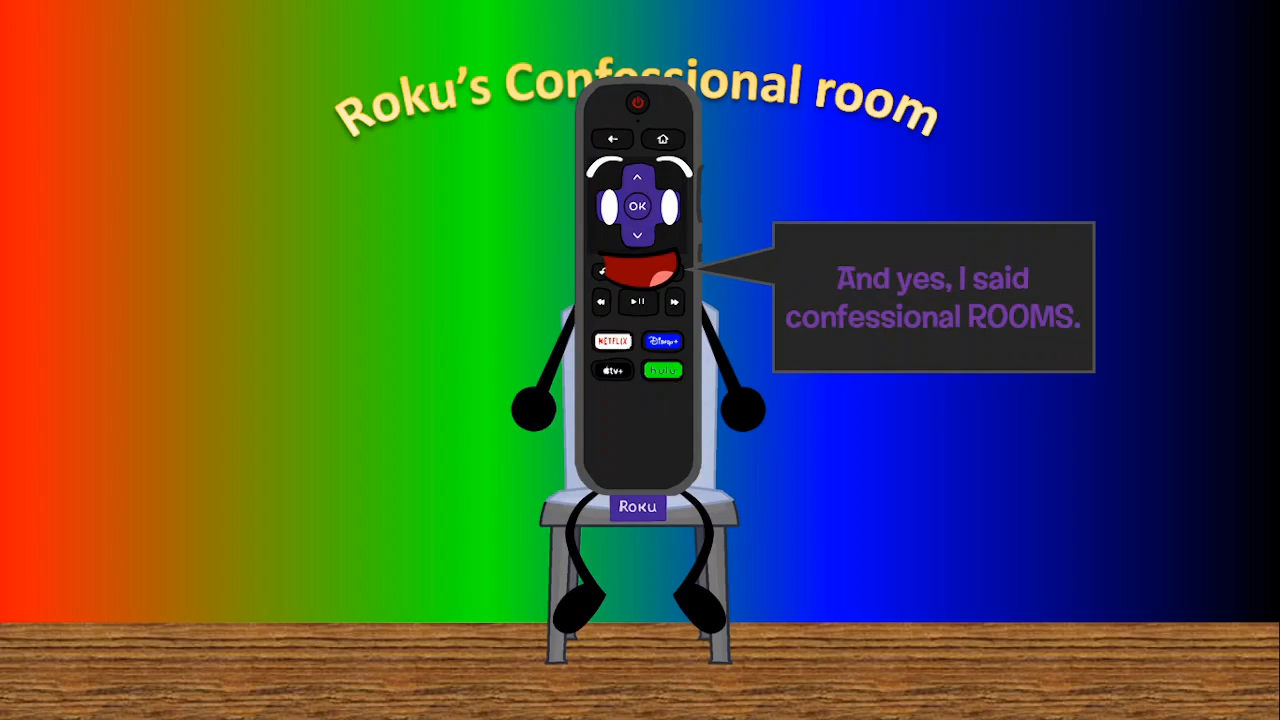 Roku's Confessional room
OK
And yes, I said
confessional ROOMS.
NETFLIX
Disney+
tv+
hulu
Roku